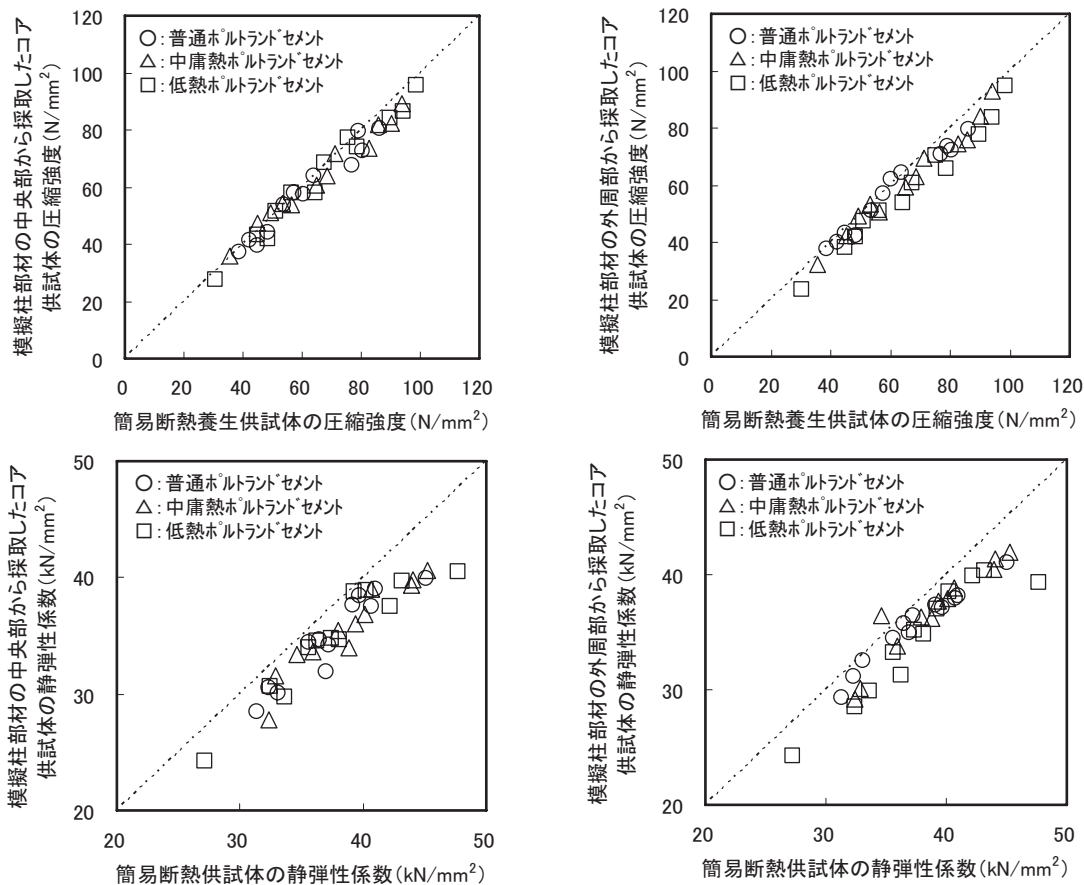 模擬柱部材の中央部から採取したコア
供試体の圧縮強度(N/mm²)
120
100
80
60
40
20
0
○:普通ポルトランドセメント
△:中庸熱ポルトランドセメント
□:低熱ポルトランドセメント
0 20 40 60 80 100 120
簡易断熱養生供試体の圧縮強度(N/mm²)
模擬柱部材の外周部から採取したコア
供試体の圧縮強度(N/mm²)
120
100
80
60
40
20
0
○:普通ポルトランドセメント
△:中庸熱ポルトランドセメント
□:低熱ポルトランドセメント
0 20 40 60 80 100 120
簡易断熱養生供試体の圧縮強度(N/mm²)
模擬柱部材の中央部から採取したコア
供試体の静弾性係数(kN/mm²)
50
40
30
20
○:普通ポルトランドセメント
△:中庸熱ポルトランドセメント
□:低熱ポルトランドセメント
20 30 40 50
簡易断熱供試体の静弾性係数(kN/mm²)
模擬柱部材の外周部から採取したコア
供試体の静弾性係数(kN/mm²)
50
40
30
20
○:普通ポルトランドセメント
△:中庸熱ポルトランドセメント
□:低熱ポルトランドセメント
20 30 40 50
簡易断熱供試体の静弾性係数(kN/mm²)